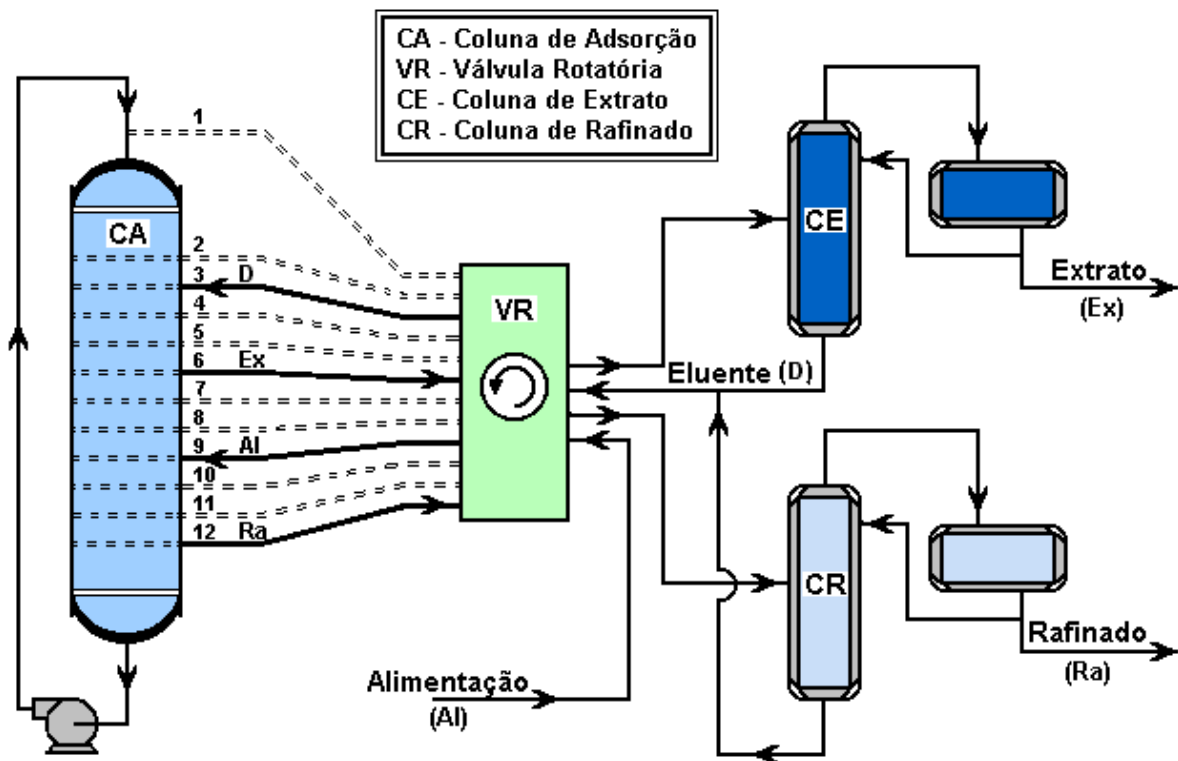 CA - Coluna de Adsorção
VR - Válvula Rotatória
CE - Coluna de Extrato
CR - Coluna de Rafinado
1
CA
2
3 D
4
5
6 Ex
7
8
9 Al
10
11
12 Ra
VR
CE
Extrato
(Ex)
Eluente (D)
CR
Rafinado
(Ra)
Alimentação
(Al)